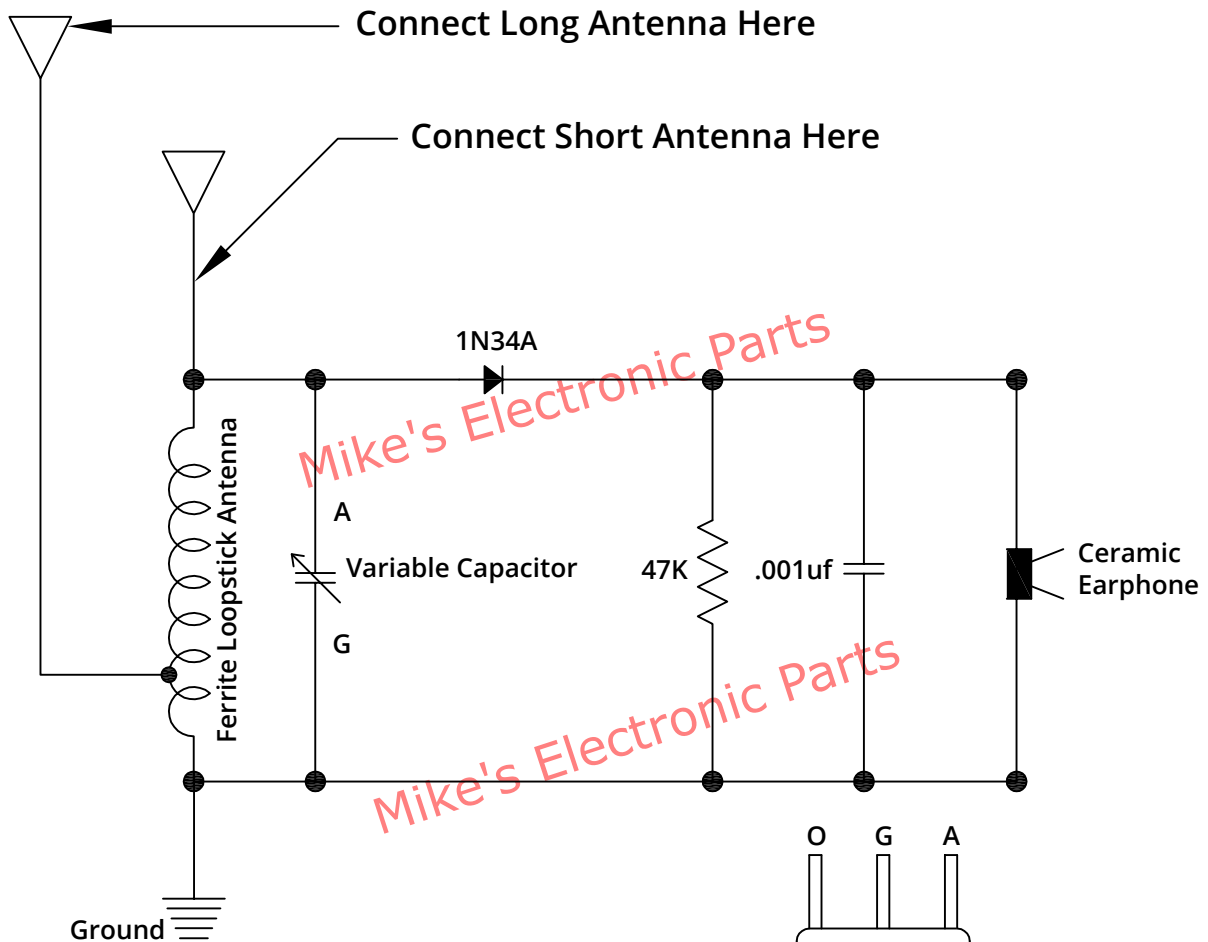 Connect Long Antenna Here
Connect Short Antenna Here
1N34A
Mike's Electronic Parts
Ferrite Loopstick Antenna
A
Variable Capacitor
G
47K
.001uf
Ceramic
Earphone
Mike's Electronic Parts
O G A
Ground